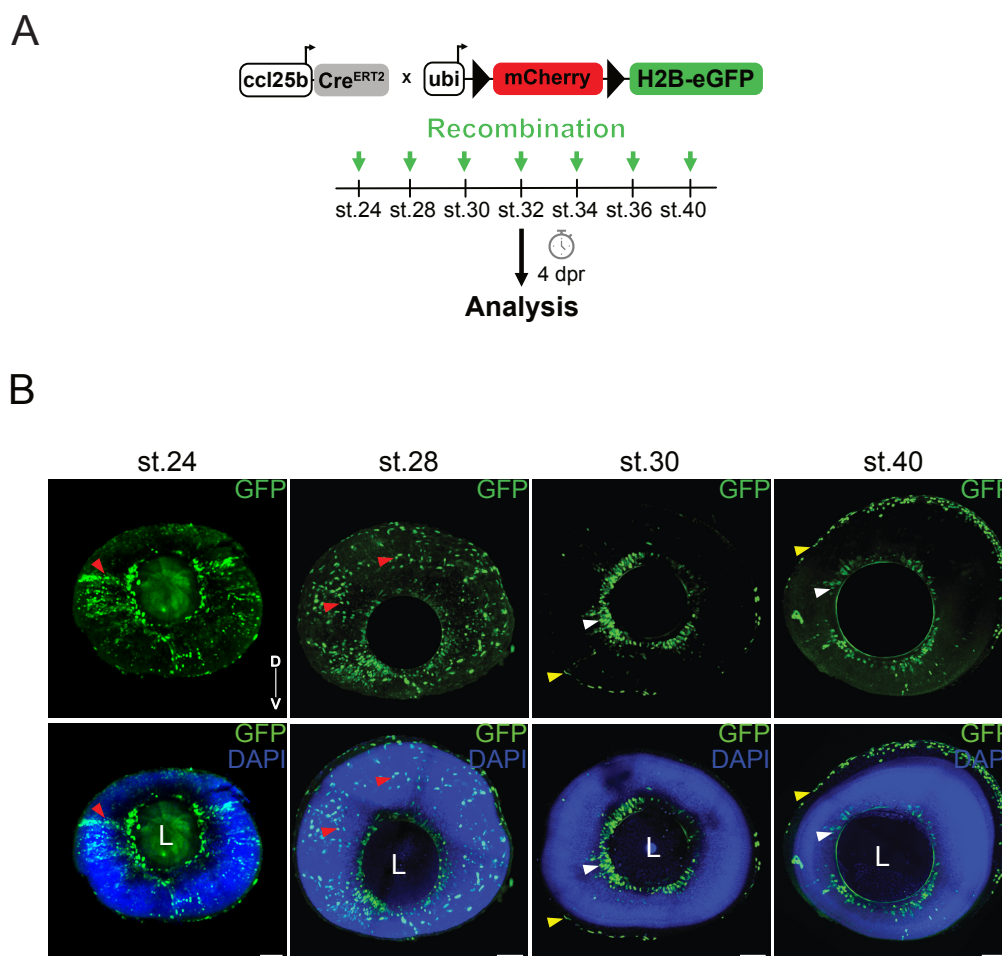 A
ccl25b Cre^ERT2 x ubi mCherry H2B-eGFP
Recombination
st.24 st.28 st.30 st.32 st.34 st.36 st.40
4 dpr
Analysis
B
st.24 st.28 st.30 st.40
GFP GFP GFP GFP
D
V
GFP GFP GFP GFP
DAPI DAPI DAPI DAPI
L L L L